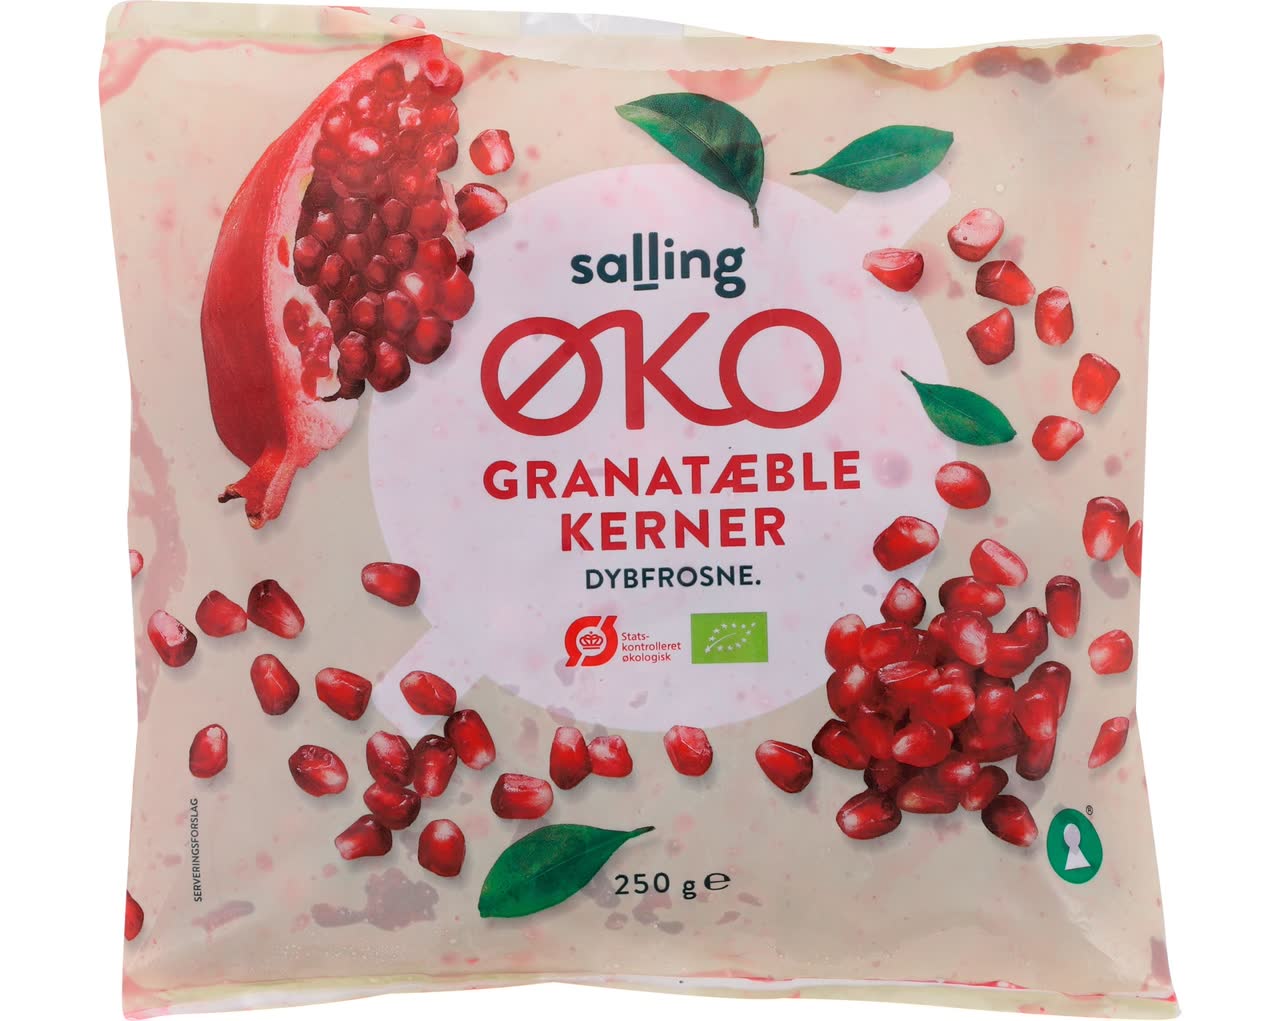 salling
ØKO
GRANATÆBLE
KERNER
DYBFROSNE.
Stats-
kontrolleret
økologisk
250 g ℮
SERVERINGSFORSLAG
®